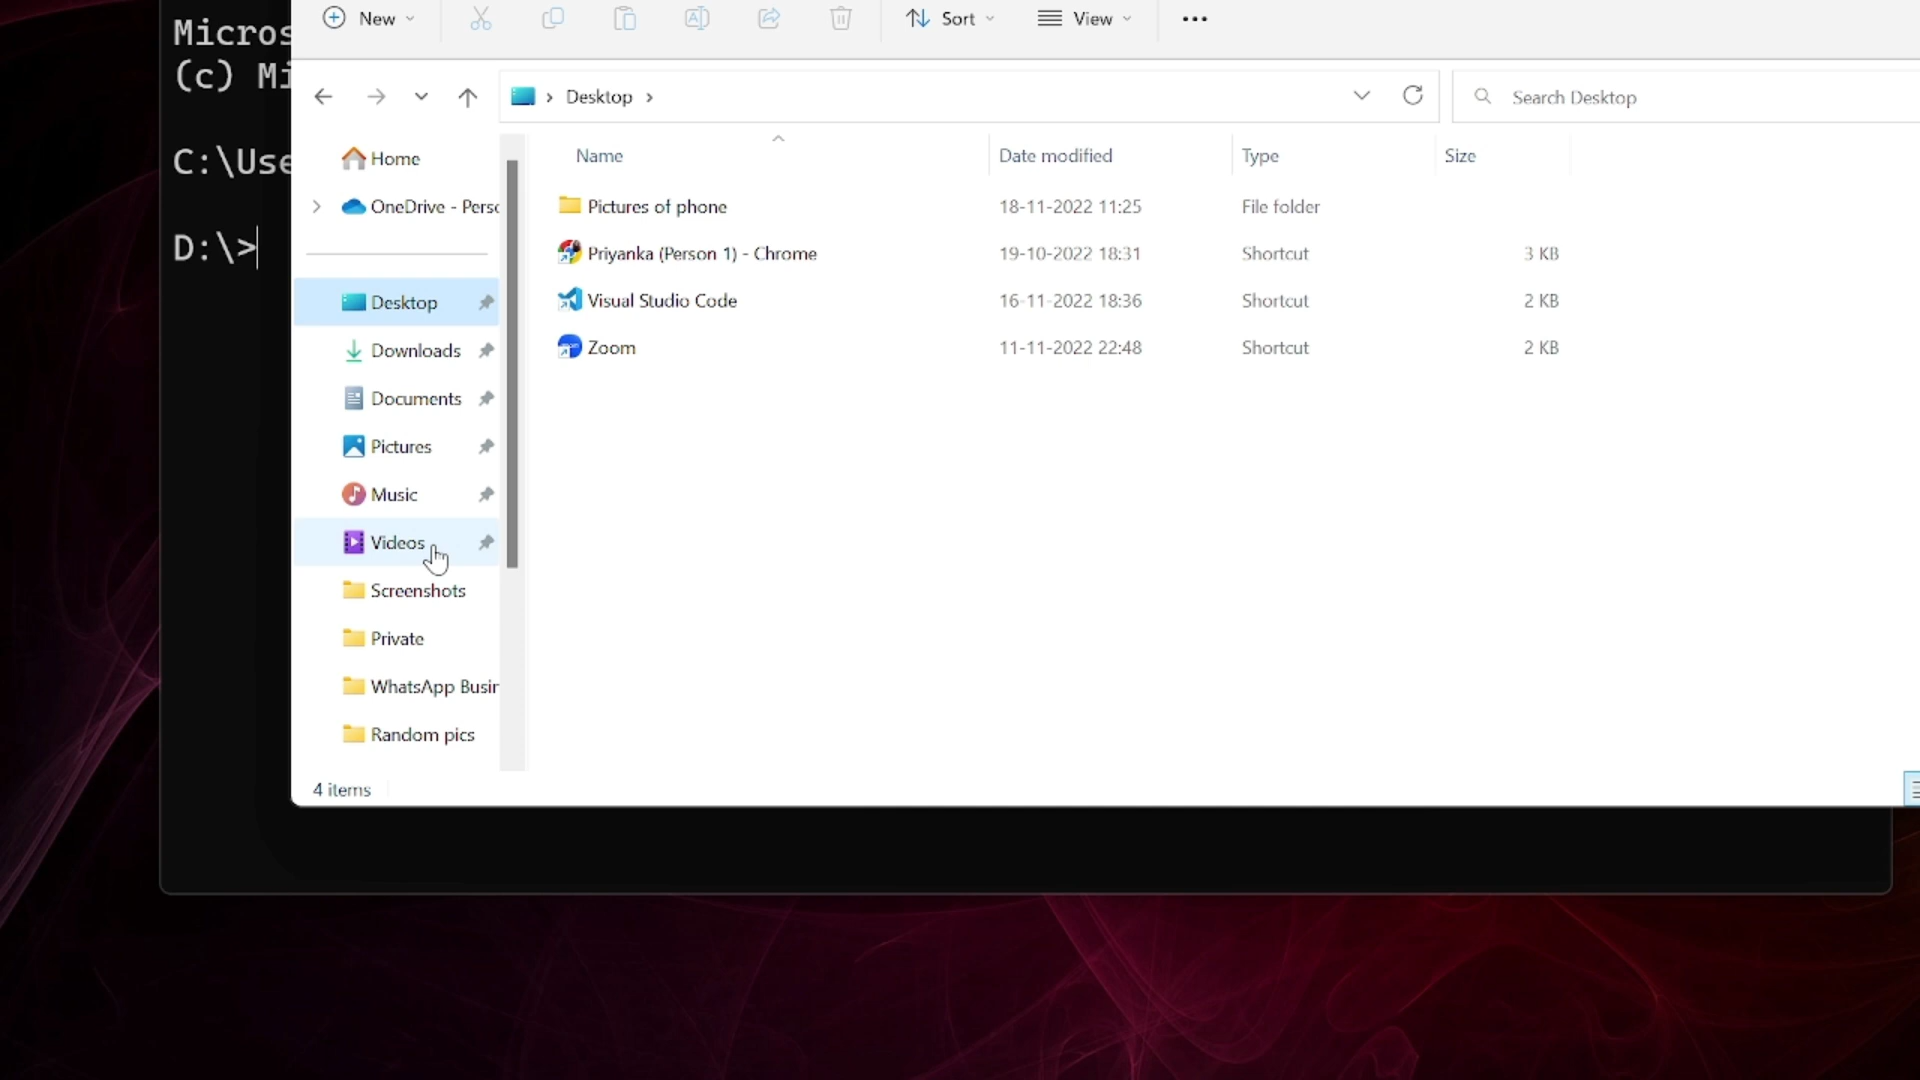 Micros
(c) Mi
C:\Use
D:\>
New
Sort
View
Desktop
Search Desktop
Home
OneDrive - Perso
Desktop
Downloads
Documents
Pictures
Music
Videos
Screenshots
Private
WhatsApp Busin
Random pics
Name Date modified Type Size
Pictures of phone 18-11-2022 11:25 File folder
Priyanka (Person 1) - Chrome 19-10-2022 18:31 Shortcut 3 KB
Visual Studio Code 16-11-2022 18:36 Shortcut 2 KB
Zoom 11-11-2022 22:48 Shortcut 2 KB
4 items